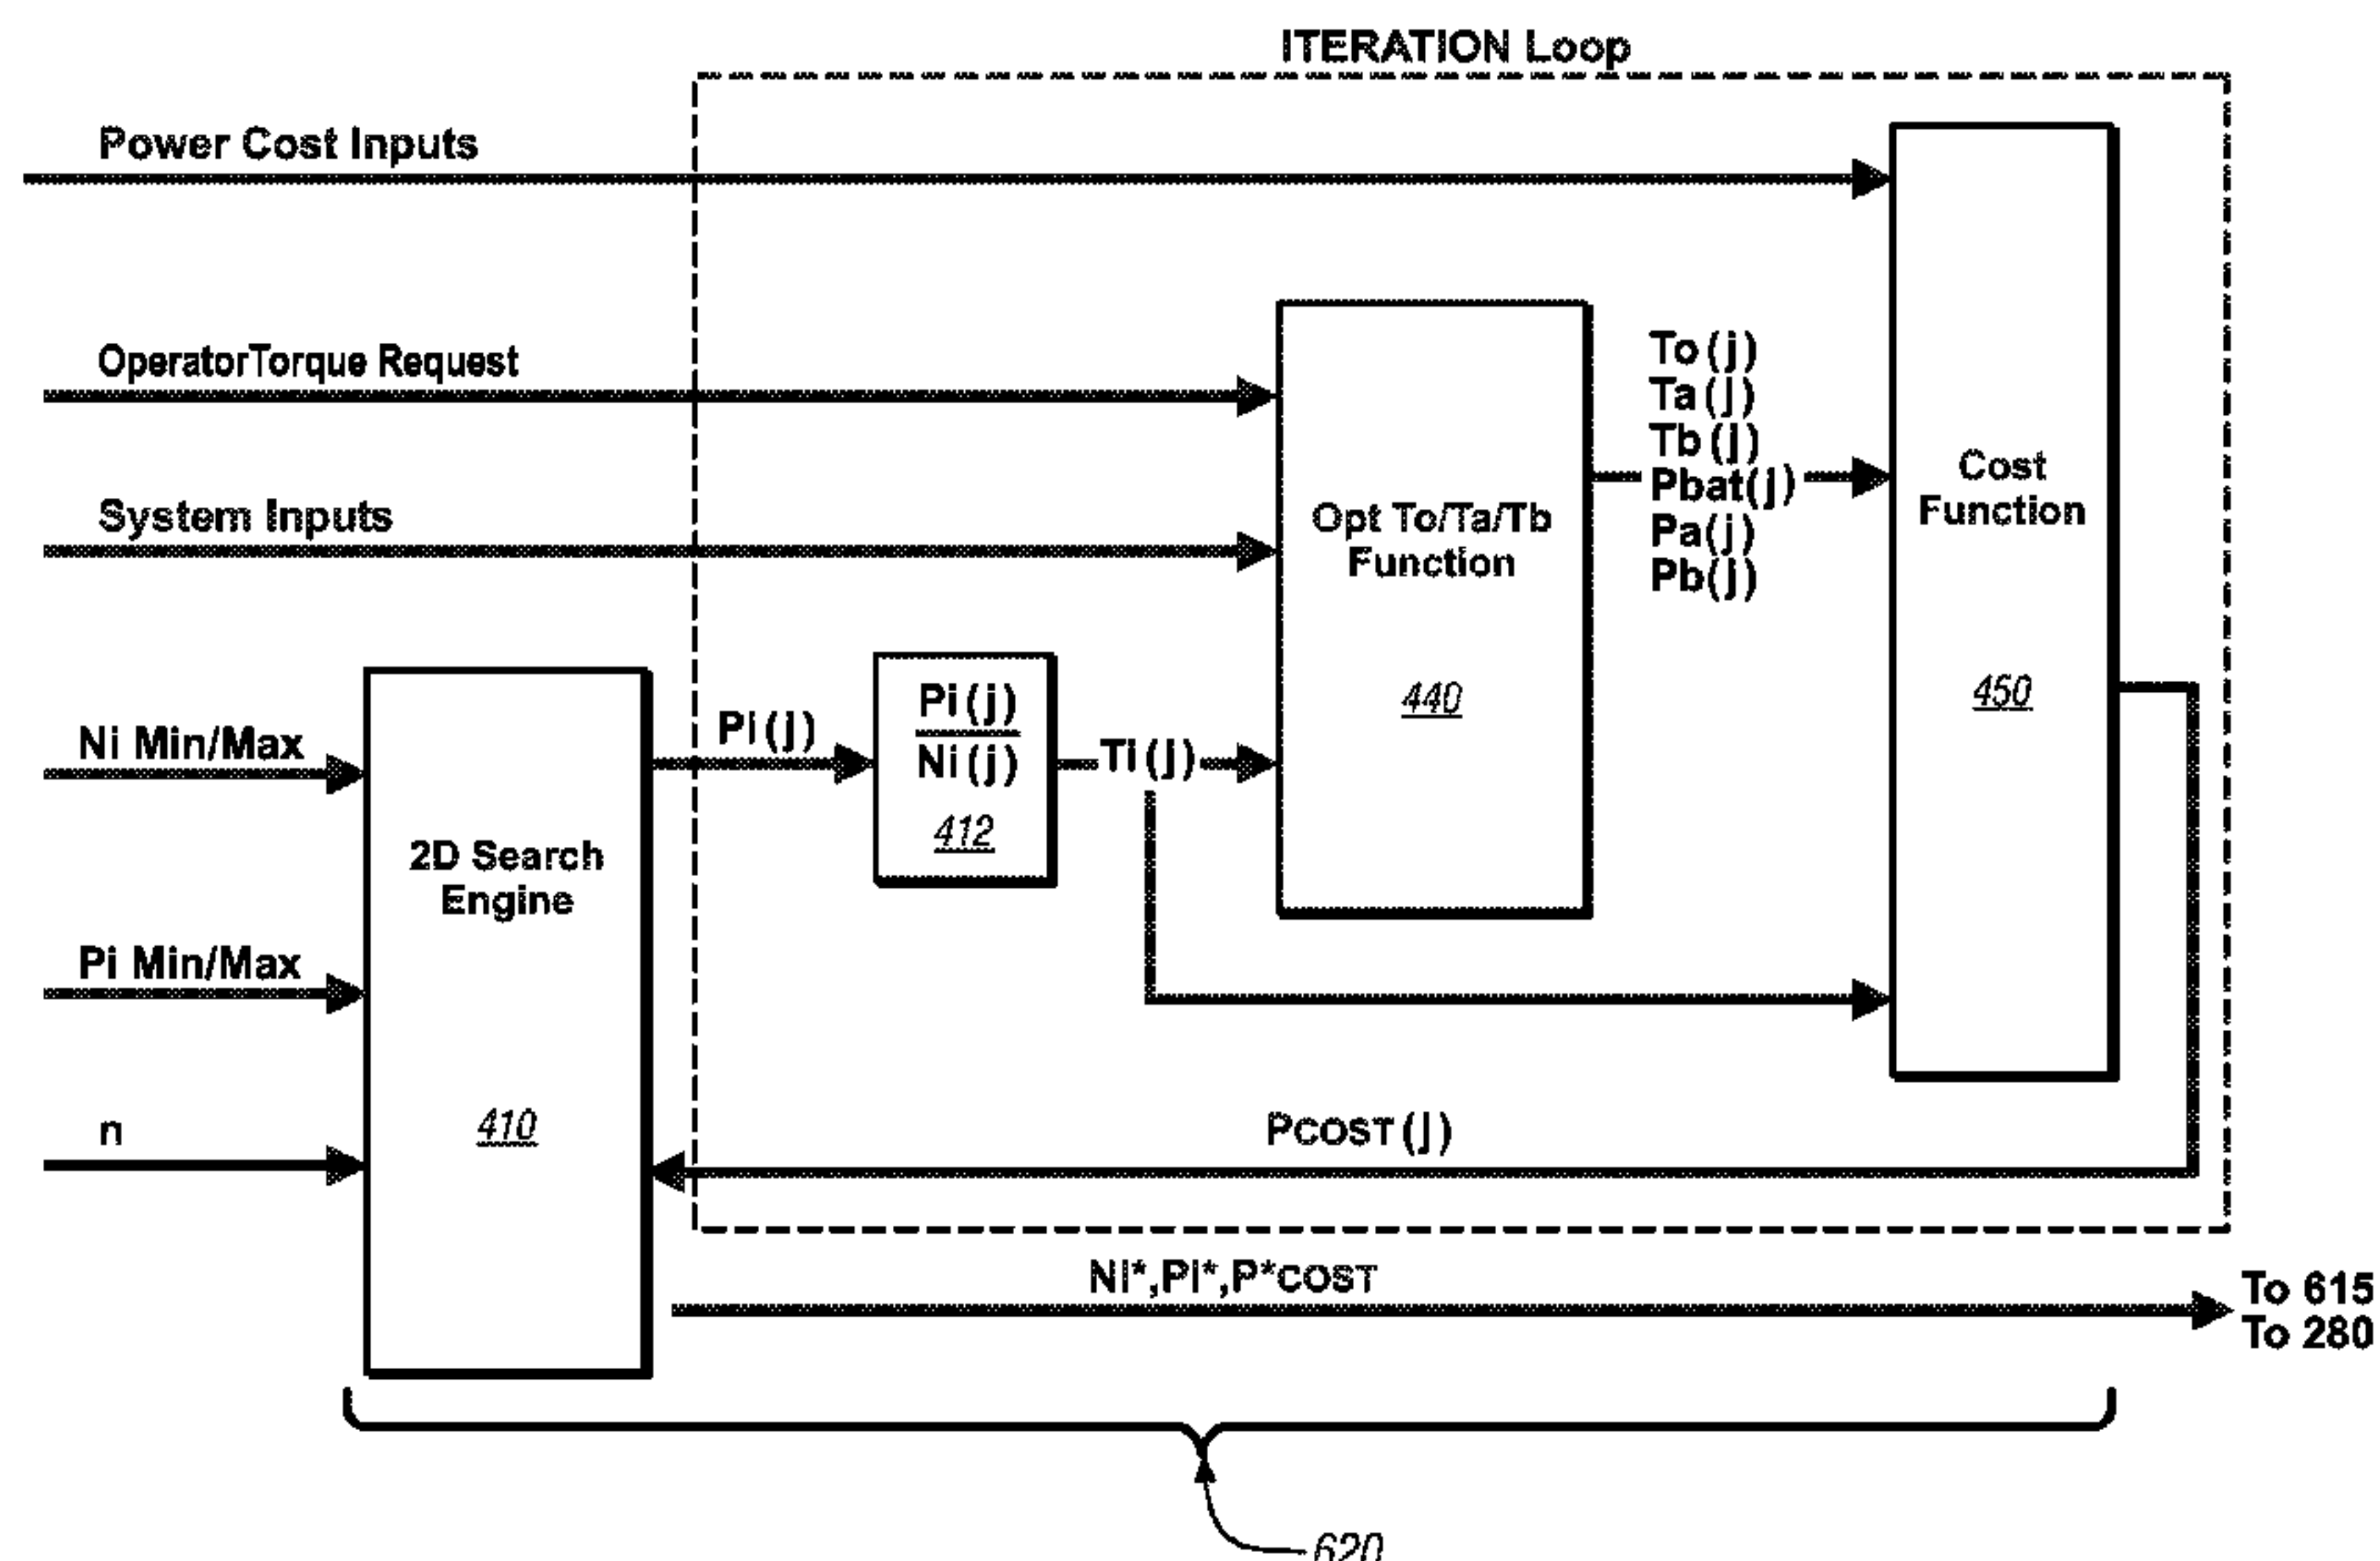 ITERATION Loop
Power Cost Inputs
OperatorTorque Request
System Inputs
To(j)
Ta(j)
Tb(j)
Pbat(j)
Pa(j)
Pb(j)
Opt To/Ta/Tb
Function
440
Cost
Function
450
Ni Min/Max
Pi Min/Max
n
2D Search
Engine
410
Pi(j)
Pi(j)
Ni(j)
412
Ti(j)
PCOST(j)
Ni*,Pi*,P*COST
To 615
To 280
620